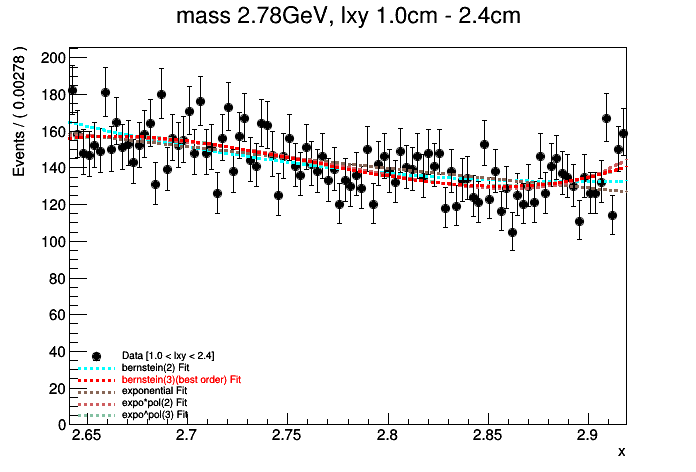 mass 2.78GeV, lxy 1.0cm - 2.4cm
Events / ( 0.00278 )
200
180
160
140
120
100
80
60
40
20
0
Data [1.0 < lxy < 2.4]
bernstein(2) Fit
bernstein(3)(best order) Fit
exponential Fit
expo*pol(2) Fit
expo*pol(3) Fit
2.65 2.7 2.75 2.8 2.85 2.9
x